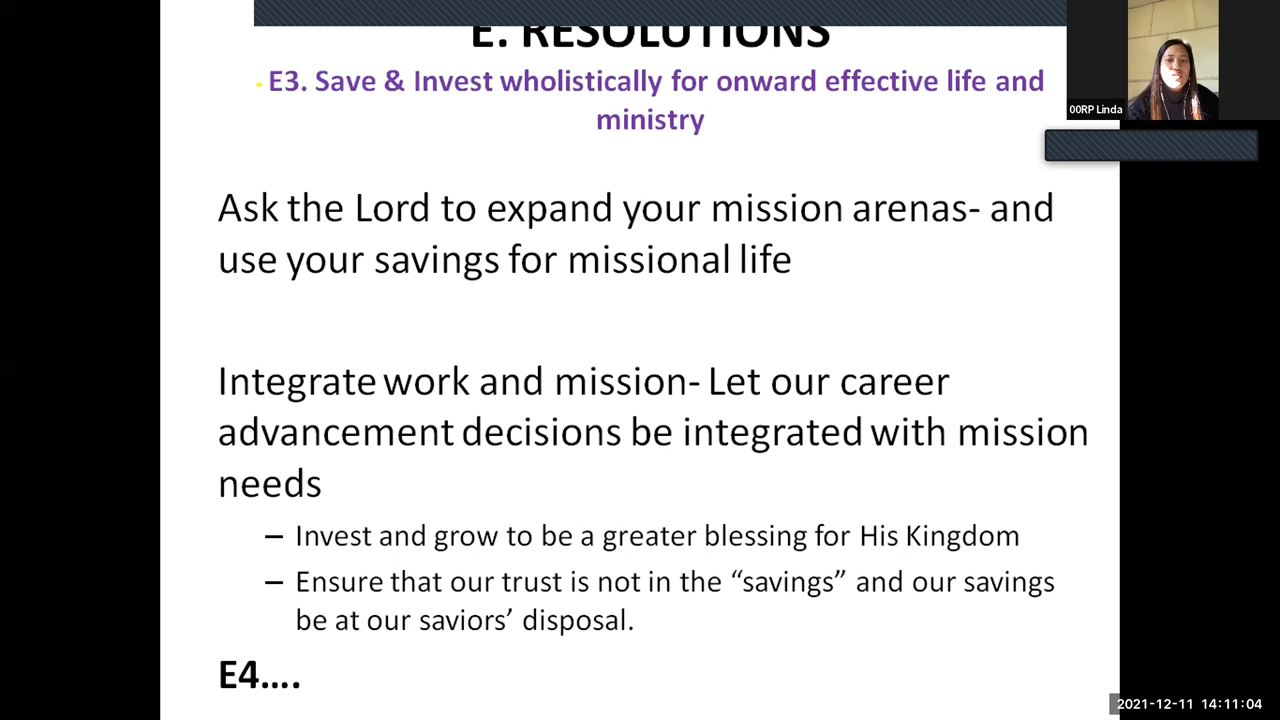 E. RESOLUTIONS
- E3. Save & Invest wholistically for onward effective life and
ministry
OORP Linda
Ask the Lord to expand your mission arenas- and
use your savings for missional life
Integrate work and mission- Let our career
advancement decisions be integrated with mission
needs
– Invest and grow to be a greater blessing for His Kingdom
– Ensure that our trust is not in the “savings” and our savings
be at our saviors’ disposal.
E4....
2021-12-11 14:11:04